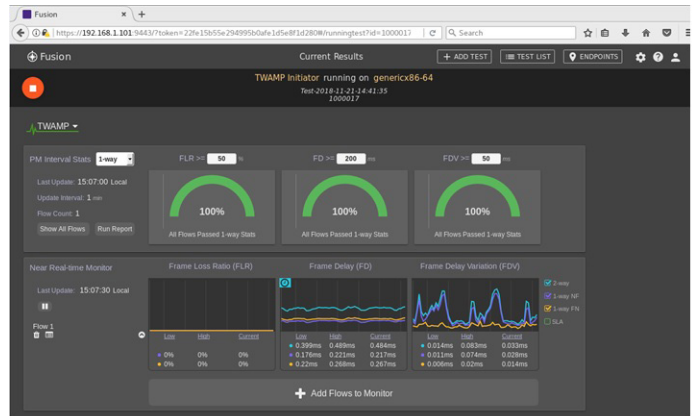 Fusion
https://192.168.1.101:9443/?token=22fe15b55e294995b0afe1d5e8f1d280#/runningtest?id=1000017
Search
Fusion
Current Results
+ ADD TEST
TEST LIST
ENDPOINTS
TWAMP Initiator running on genericx86-64
Test-2018-11-21-14:41:35
1000017
TWAMP
PM Interval Stats 1-way
FLR >= 50 %
FD >= 200 ms
FDV >= 50 ms
Last Update: 15:07:00 Local
Update Interval: 1 min
Flow Count: 1
Show All Flows Run Report
100%
All Flows Passed 1-way Stats
100%
All Flows Passed 1-way Stats
100%
All Flows Passed 1-way Stats
Near Real-time Monitor
Frame Loss Ratio (FLR)
Frame Delay (FD)
Frame Delay Variation (FDV)
Last Update: 15:07:30 Local
2-way
1-way NF
1-way FN
SLA
Flow 1
Low High Current
0% 0% 0%
0% 0% 0%
Low High Current
0.399ms 0.489ms 0.484ms
0.176ms 0.221ms 0.217ms
0.22ms 0.268ms 0.267ms
Low High Current
0.014ms 0.083ms 0.033ms
0.011ms 0.074ms 0.028ms
0.006ms 0.02ms 0.014ms
+ Add Flows to Monitor